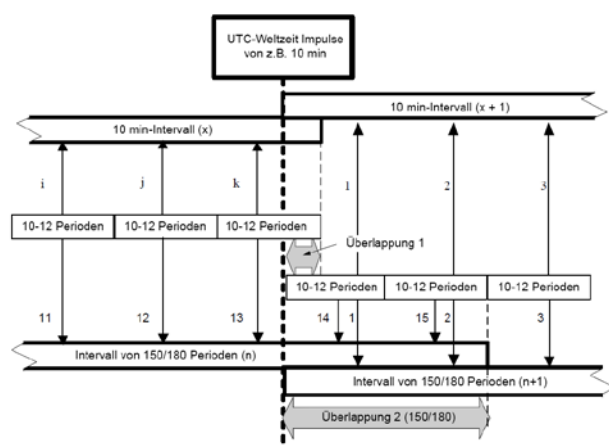 UTC-Weltzeit Impulse
von z.B. 10 min
10 min-Intervall (x + 1)
10 min-Intervall (x)
i j k 1 2 3
10-12 Perioden 10-12 Perioden 10-12 Perioden
Überlappung 1
10-12 Perioden 10-12 Perioden 10-12 Perioden
11 12 13 14 1 15 2 3
Intervall von 150/180 Perioden (n)
Intervall von 150/180 Perioden (n+1)
Überlappung 2 (150/180)